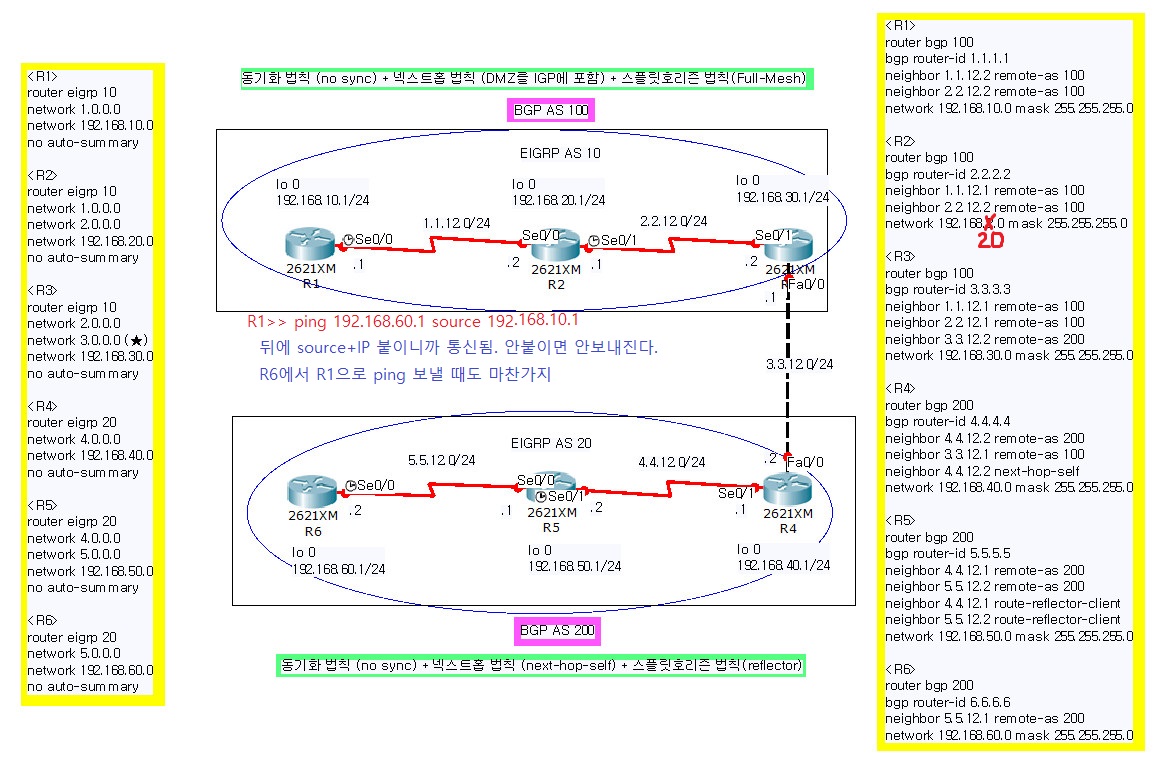 <R1>
router eigrp 10
network 1.0.0.0
network 192.168.10.0
no auto-summary
<R2>
router eigrp 10
network 1.0.0.0
network 2.0.0.0
network 192.168.20.0
no auto-summary
<R3>
router eigrp 10
network 2.0.0.0
network 3.0.0.0 (★)
network 192.168.30.0
no auto-summary
<R4>
router eigrp 20
network 4.0.0.0
network 192.168.40.0
no auto-summary
<R5>
router eigrp 20
network 4.0.0.0
network 5.0.0.0
network 192.168.50.0
no auto-summary
<R6>
router eigrp 20
network 5.0.0.0
network 192.168.60.0
no auto-summary
동기화 법칙 (no sync) + 넥스트홉 법칙 (DMZ을 IGP에 포함) + 스플릿호리즌 법칙(Full-Mesh)
BGP AS 100
EIGRP AS 10
lo 0
192.168.10.1/24
lo 0
192.168.20.1/24
lo 0
192.168.30.1/24
1.1.12.0/24
2.2.12.0/24
Se0/0
Se0/0
Se0/1
Se0/1
.1
.2
.1
.2
2621XM
R1
2621XM
R2
2621XM
Fa0/0
.1
R1>> ping 192.168.60.1 source 192.168.10.1
뒤에 source+IP 붙이니까 통신됨. 안붙이면 안보내진다.
R6에서 R1으로 ping 보낼 때도 마찬가지
3.3.12.0/24
EIGRP AS 20
5.5.12.0/24
4.4.12.0/24
.2
Fa0/0
Se0/0
Se0/0
Se0/1
Se0/1
.2
.1
.2
.1
2621XM
R6
2621XM
R5
2621XM
R4
lo 0
192.168.60.1/24
lo 0
192.168.50.1/24
lo 0
192.168.40.1/24
BGP AS 200
동기화 법칙 (no sync) + 넥스트홉 법칙 (next-hop-self) + 스플릿호리즌 법칙(reflector)
<R1>
router bgp 100
bgp router-id 1.1.1.1
neighbor 1.1.12.2 remote-as 100
neighbor 2.2.12.2 remote-as 100
network 192.168.10.0 mask 255.255.255.0
<R2>
router bgp 100
bgp router-id 2.2.2.2
neighbor 1.1.12.1 remote-as 100
neighbor 2.2.12.2 remote-as 100
network 192.168. .0 mask 255.255.255.0
20
<R3>
router bgp 100
bgp router-id 3.3.3.3
neighbor 1.1.12.1 remote-as 100
neighbor 2.2.12.1 remote-as 100
neighbor 3.3.12.2 remote-as 200
network 192.168.30.0 mask 255.255.255.0
<R4>
router bgp 200
bgp router-id 4.4.4.4
neighbor 4.4.12.2 remote-as 200
neighbor 3.3.12.1 remote-as 100
neighbor 4.4.12.2 next-hop-self
network 192.168.40.0 mask 255.255.255.0
<R5>
router bgp 200
bgp router-id 5.5.5.5
neighbor 4.4.12.1 remote-as 200
neighbor 5.5.12.2 remote-as 200
neighbor 4.4.12.1 route-reflector-client
neighbor 5.5.12.2 route-reflector-client
network 192.168.50.0 mask 255.255.255.0
<R6>
router bgp 200
bgp router-id 6.6.6.6
neighbor 5.5.12.1 remote-as 200
network 192.168.60.0 mask 255.255.255.0